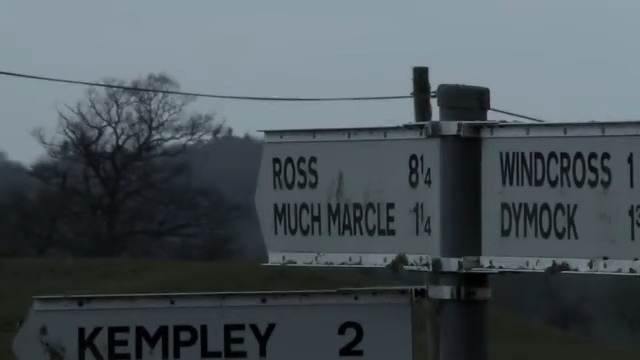 ROSS 8¼
MUCH MARCLE 1¼
WINDCROSS 1
DYMOCK
KEMPLEY 2